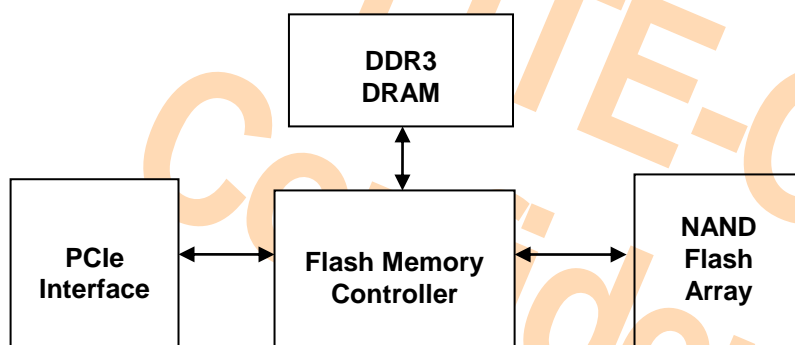 DDR3
DRAM
PCIe
Interface
Flash Memory
Controller
NAND
Flash
Array